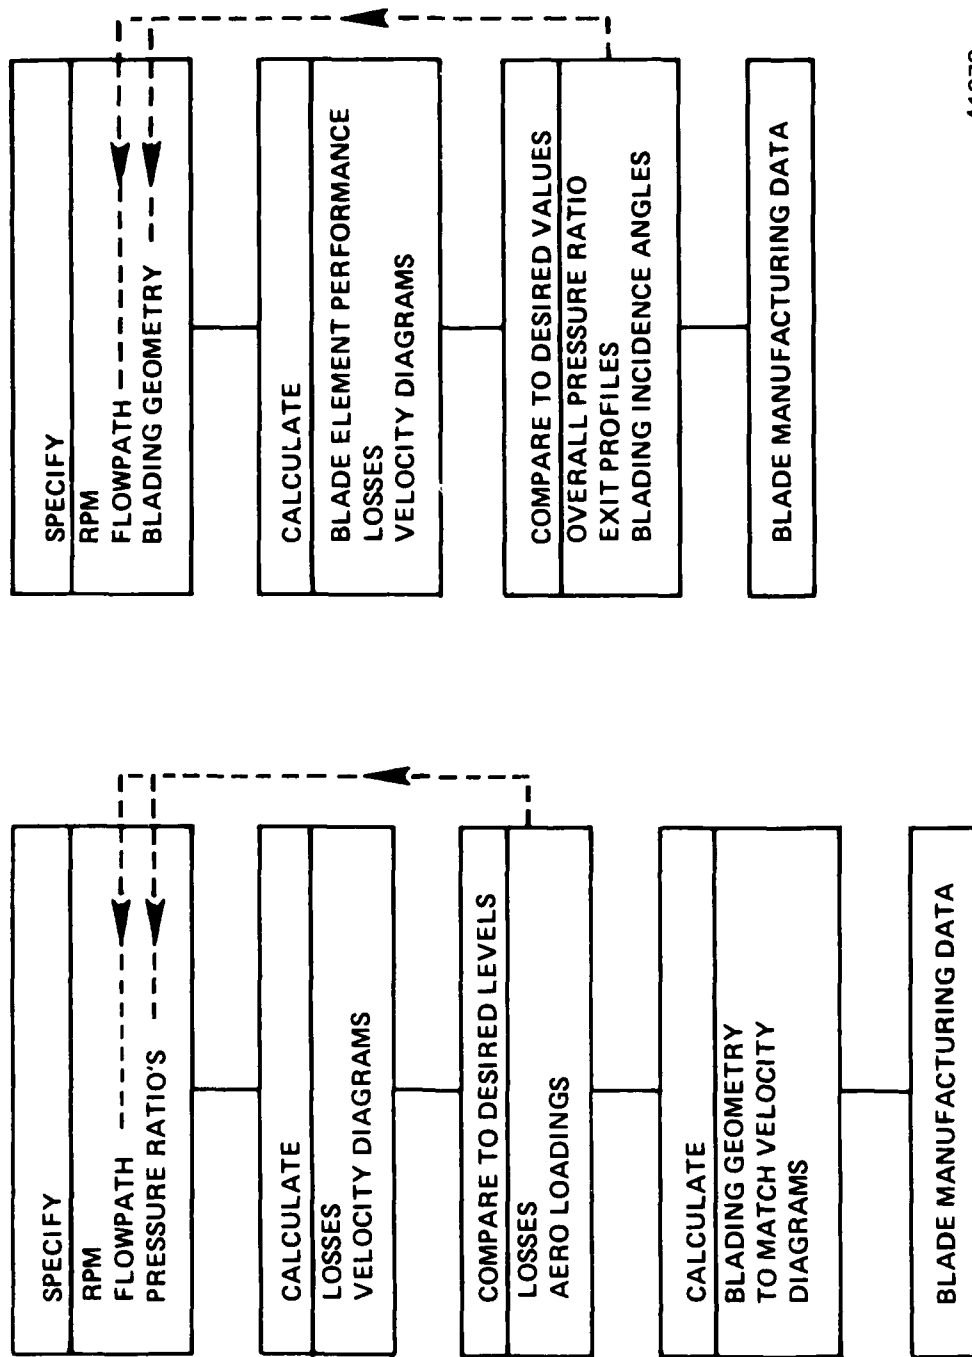 SPECIFY
RPM
FLOWPATH
PRESSURE RATIO'S
CALCULATE
LOSSES
VELOCITY DIAGRAMS
COMPARE TO DESIRED LEVELS
LOSSES
AERO LOADINGS
CALCULATE
BLADING GEOMETRY
TO MATCH VELOCITY
DIAGRAMS
BLADE MANUFACTURING DATA
SPECIFY
RPM
FLOWPATH
BLADING GEOMETRY
CALCULATE
BLADE ELEMENT PERFORMANCE
LOSSES
VELOCITY DIAGRAMS
COMPARE TO DESIRED VALUES
OVERALL PRESSURE RATIO
EXIT PROFILES
BLADING INCIDENCE ANGLES
BLADE MANUFACTURING DATA